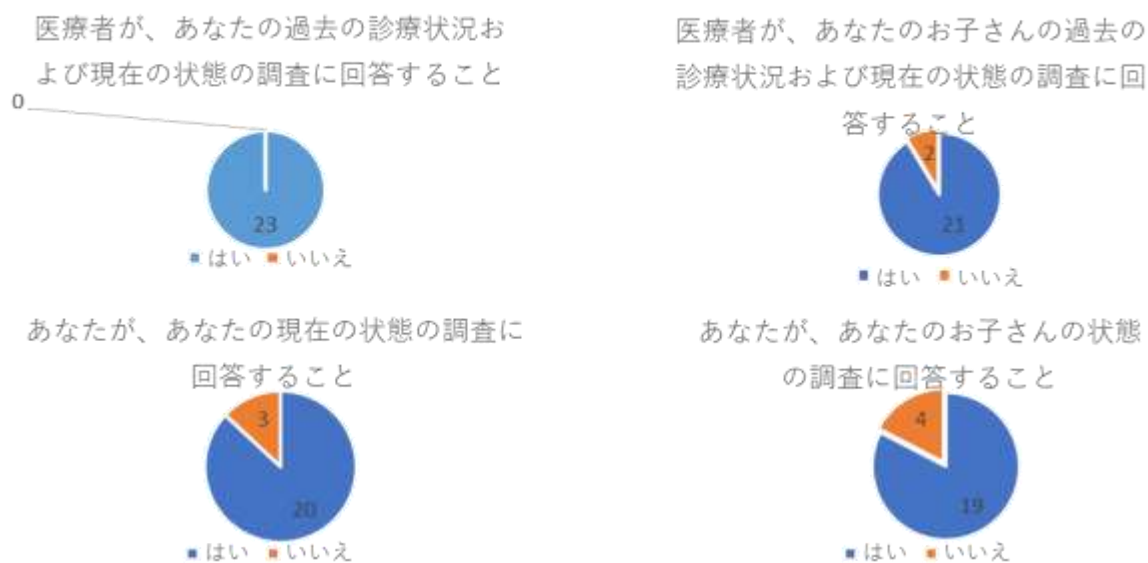 医療者が、あなたの過去の診療状況お
よび現在の状態の調査に回答すること
0
23
はい いいえ
医療者が、あなたのお子さんの過去の
診療状況および現在の状態の調査に回
答すること
2
21
はい いいえ
あなたが、あなたの現在の状態の調査に
回答すること
3
20
はい いいえ
あなたが、あなたのお子さんの状態
の調査に回答すること
4
19
はい いいえ